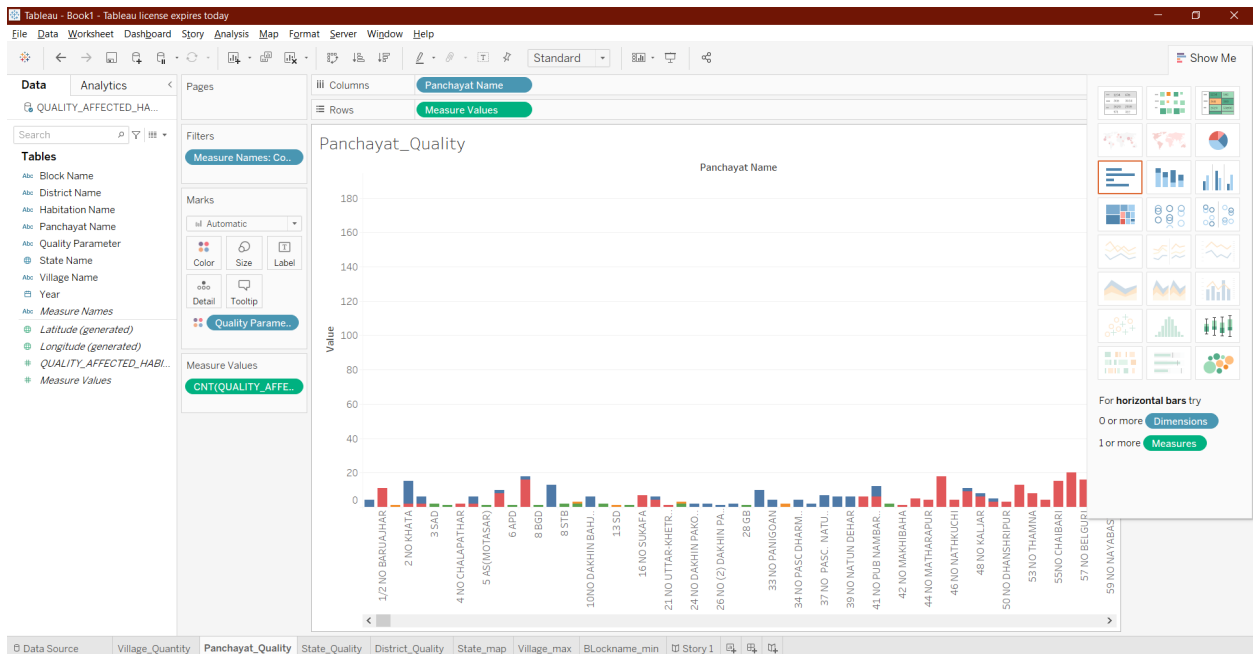 Tableau - Book1 - Tableau license expires today
File Data Worksheet Dashboard Story Analysis Map Format Server Window Help
Standard
Show Me
Data Analytics
QUALITY_AFFECTED_HA...
Search
Tables
Abc Block Name
Abc District Name
Abc Habitation Name
Abc Panchayat Name
Abc Quality Parameter
State Name
Abc Village Name
Year
Abc Measure Names
Latitude (generated)
Longitude (generated)
# QUALITY_AFFECTED_HABI...
# Measure Values
Pages
Filters
Measure Names: Co..
Marks
Automatic
Color Size Label
Detail Tooltip
Quality Parame..
Measure Values
CNT(QUALITY_AFFE..
Columns
Panchayat Name
Rows
Measure Values
Panchayat_Quality
Panchayat Name
Value
180
160
140
120
100
80
60
40
20
0
1/2 NO BARUAJHAR
2 NO KHATA
3 SAD
4 NO CHALAPATHAR
5 AS(MOTASAR)
6 APD
8 BGD
8 STB
10NO DAKHIN BAHJ..
13 SD
16 NO SUKAFA
21 NO UTTAR-KHETR..
24 NO DAKHIN PAKO..
26 NO (2) DAKHIN PA..
28 GB
33 NO PANIGOAN
34 NO PASC DHARM..
37 NO PASC. NATU..
39 NO NATUN DEHAR
41 NO PUB NAMBAR..
42 NO MAKHIBAHA
44 NO MATHARAPUR
46 NO NATHKUCHI
48 NO KALJAR
50 NO DHANSHRIPUR
53 NO THAMNA
55NO CHAIBARI
57 NO BELGURI
59 NO NAYABAS
For horizontal bars try
0 or more Dimensions
1 or more Measures
Data Source Village_Quantity Panchayat_Quality State_Quality District_Quality State_map Village_max BLockname_min Story 1